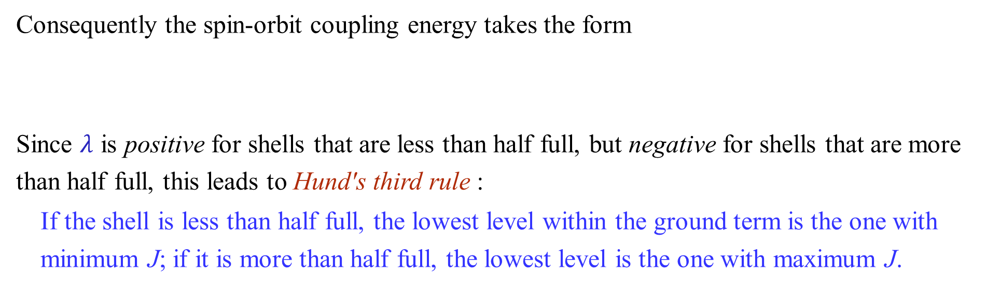 Consequently the spin-orbit coupling energy takes the form
Since λ is positive for shells that are less than half full, but negative for shells that are more
than half full, this leads to Hund's third rule :
If the shell is less than half full, the lowest level within the ground term is the one with
minimum J; if it is more than half full, the lowest level is the one with maximum J.